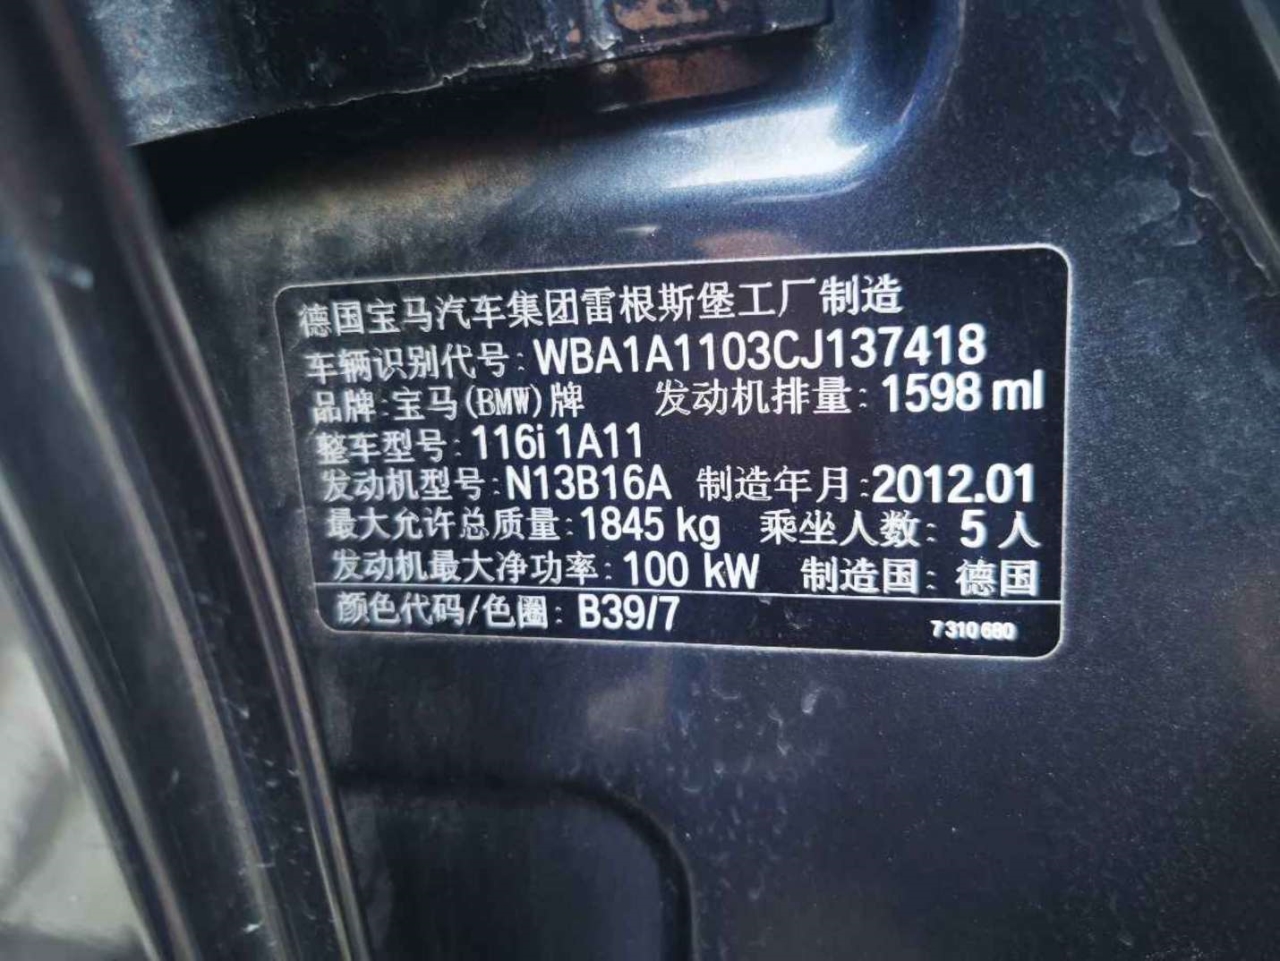 德国宝马汽车集团雷根斯堡工厂制造
车辆识别代号:WBA1A1103CJ137418
品牌:宝马(BMW)牌 发动机排量:1598 ml
整车型号:116i 1A11
发动机型号:N13B16A 制造年月:2012.01
最大允许总质量:1845 kg 乘坐人数:5人
发动机最大净功率:100 kW 制造国:德国
颜色代码/色圈:B39/7 7310680